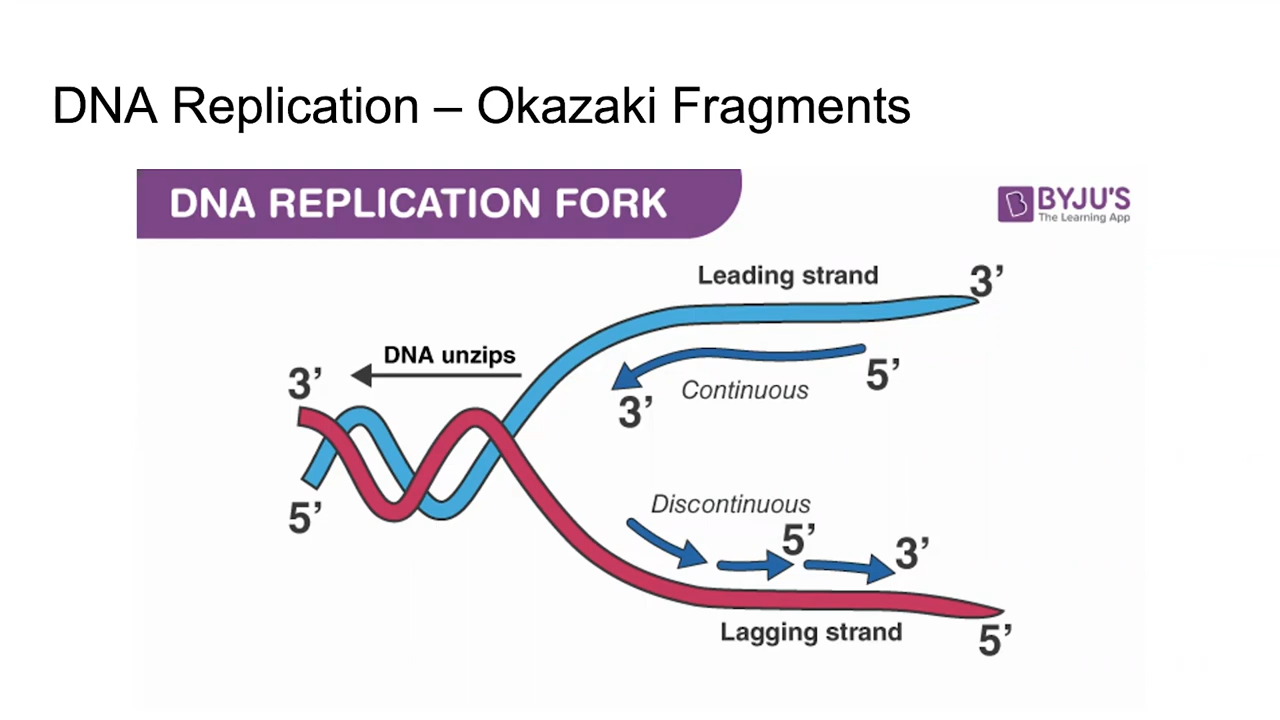 DNA Replication – Okazaki Fragments
DNA REPLICATION FORK
BYJU'S
The Learning App
Leading strand
3’
DNA unzips
3’
5’
Continuous
3’
5’
Discontinuous
5’
3’
Lagging strand
5’